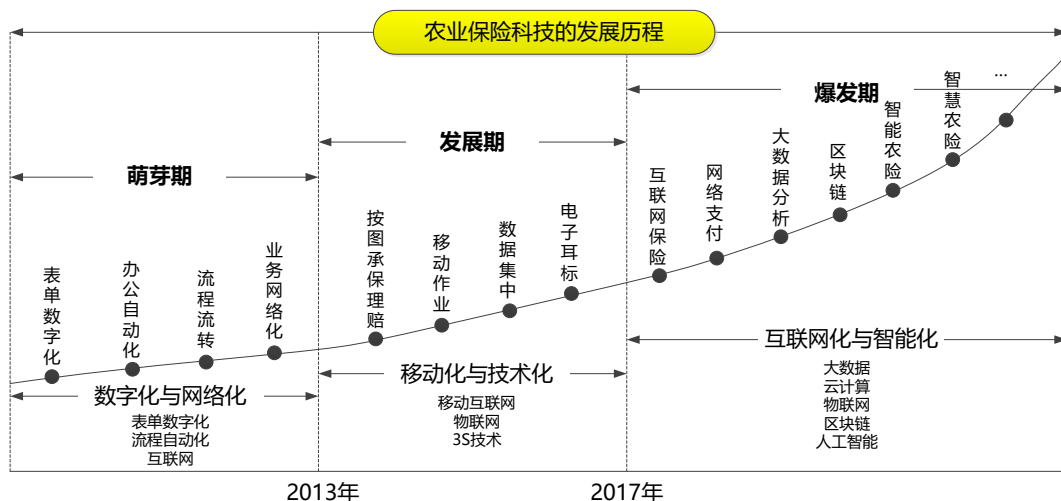 农业保险科技的发展历程
萌芽期
发展期
爆发期
表单数字化
办公自动化
流程流转
业务网络化
按图承保理赔
移动作业
数据集中
电子耳标
互联网保险
网络支付
大数据分析
区块链
智能农险
智慧农险
...
数字化与网络化
表单数字化
流程自动化
互联网
移动化与技术化
移动互联网
物联网
3S技术
互联网化与智能化
大数据
云计算
物联网
区块链
人工智能
2013年
2017年